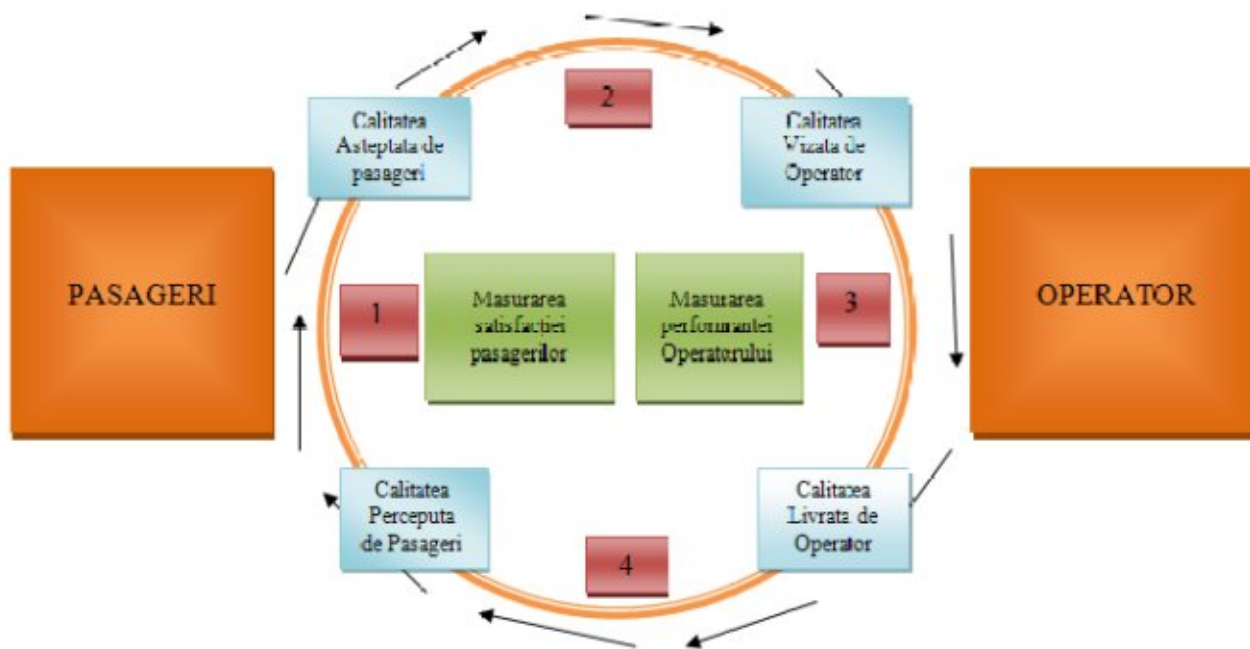 2
Calitatea
Asteptata de
pasageri
Calitatea
Vizata de
Operator
PASAGERI
1
Masurarea
satisfacției
pasagerilor
Masurarea
performantei
Operatorului
3
OPERATOR
Calitatea
Perceputa
de Pasageri
Calitatea
Livrata de
Operator
4